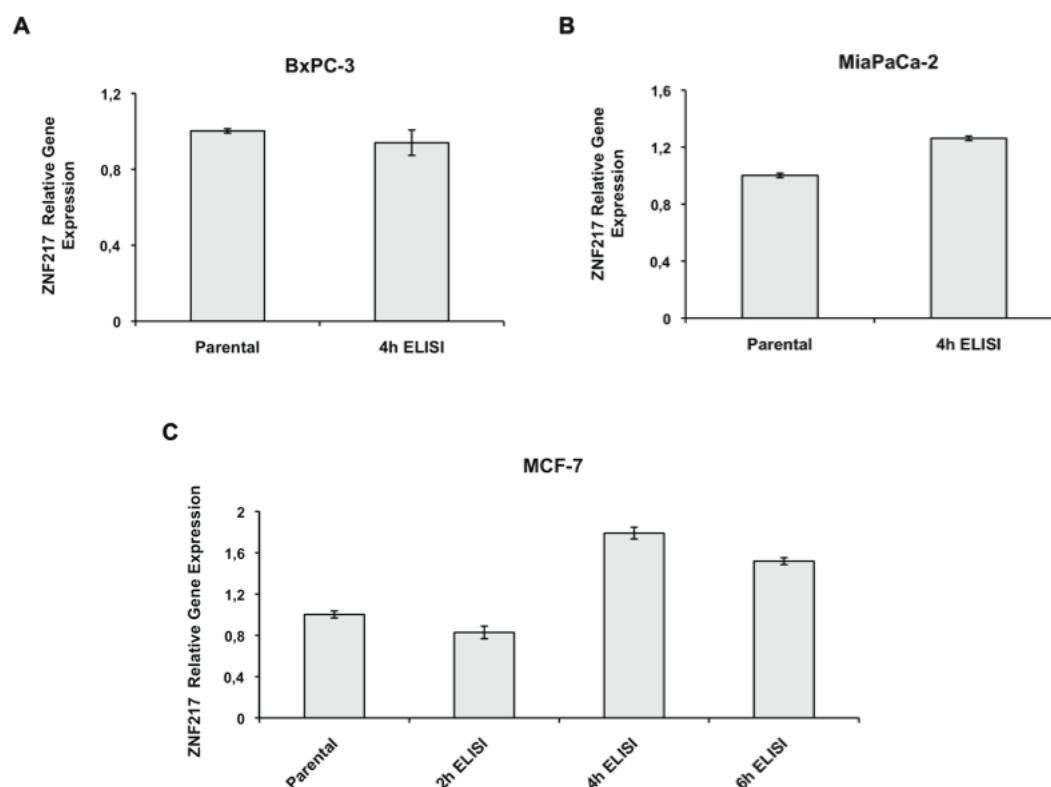 A
BxPC-3
ZNF217 Relative Gene
Expression
1,2
0,8
0,4
0
Parental
4h ELISI
B
MiaPaCa-2
ZNF217 Relative Gene
Expression
1,6
1,2
0,8
0,4
0
Parental
4h ELISI
C
MCF-7
ZNF217 Relative Gene Expression
2
1,6
1,2
0,8
0,4
0
Parental
2h ELISI
4h ELISI
6h ELISI